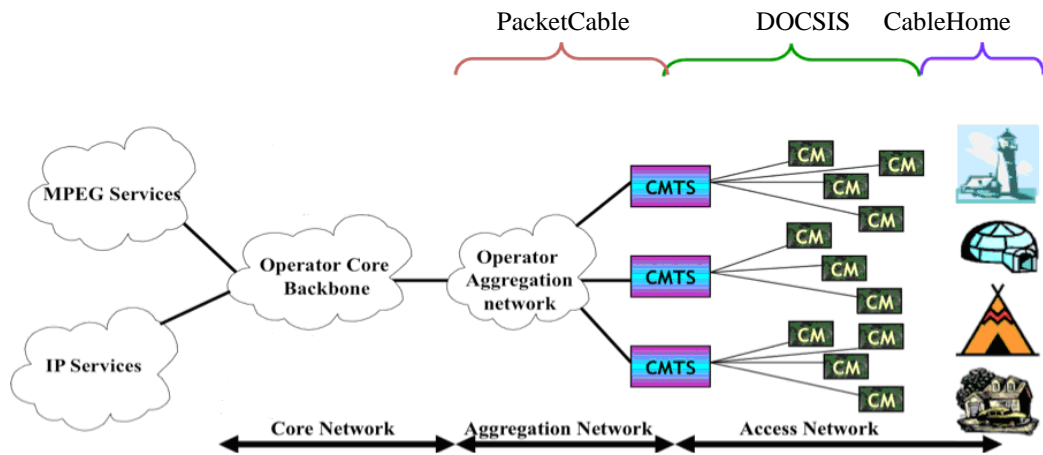 PacketCable
DOCSIS
CableHome
MPEG Services
IP Services
Operator Core
Backbone
Operator
Aggregation
network
CMTS
CM
CM
CM
CM
CMTS
CM
CM
CM
CMTS
CM
CM
CM
CM
Core Network
Aggregation Network
Access Network